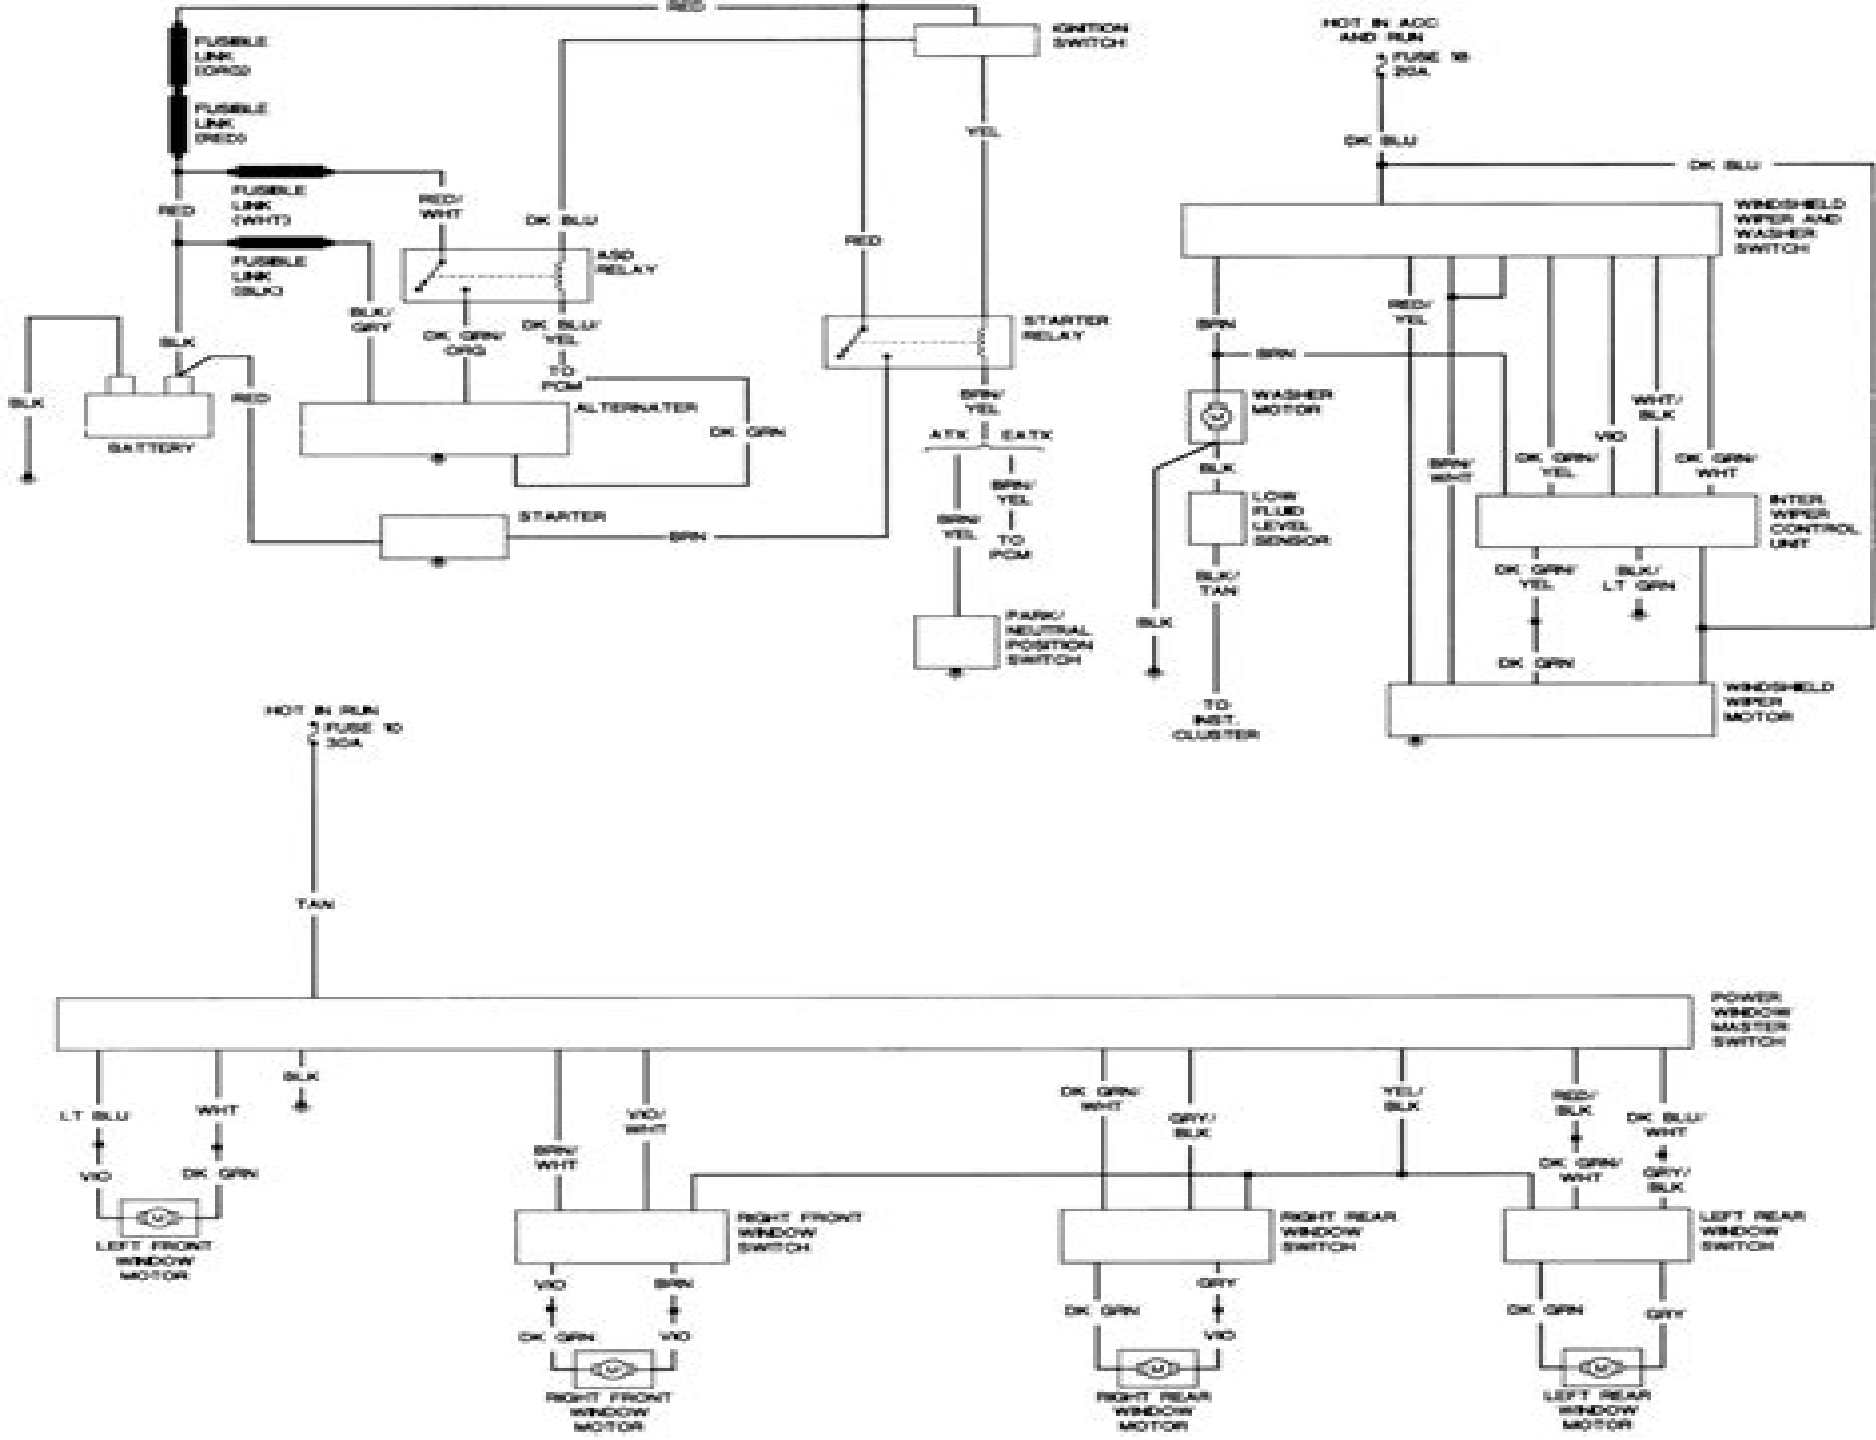 RED
FUSIBLE
LINK
(ORG)
FUSIBLE
LINK
(RED)
FUSIBLE
LINK
(WHT)
RED
FUSIBLE
LINK
(BLK)
RED/
WHT
DK BLU
ASD
RELAY
BLK/
GRY
DK GRN/
ORG
DK BLU/
YEL
TO
PCM
BLK
BLK
RED
BATTERY
ALTERNATER
DK GRN
STARTER
BRN
IGNITION
SWITCH
YEL
RED
STARTER
RELAY
BRN/
YEL
ATX
EATX
BRN/
YEL
BRN/
YEL
TO
PCM
PARK/
NEUTRAL
POSITION
SWITCH
HOT IN ACC
AND RUN
FUSE 18
20A
DK BLU
DK BLU
WINDSHIELD
WIPER AND
WASHER
SWITCH
BRN
RED/
YEL
BRN
WASHER
MOTOR
BLK
LOW
FLUID
LEVEL
SENSOR
BLK/
TAN
BLK
TO
INST.
CLUSTER
BRN/
WHT
DK GRN/
YEL
VIO
WHT/
BLK
DK GRN/
WHT
INTER.
WIPER
CONTROL
UNIT
DK GRN/
YEL
BLK/
LT GRN
DK GRN
WINDSHIELD
WIPER
MOTOR
HOT IN RUN
FUSE 10
30A
TAN
POWER
WINDOW
MASTER
SWITCH
LT BLU
WHT
BLK
VIO
DK GRN
LEFT FRONT
WINDOW
MOTOR
BRN/
WHT
VIO/
WHT
RIGHT FRONT
WINDOW
SWITCH
VIO
BRN
DK GRN
VIO
RIGHT FRONT
WINDOW
MOTOR
DK GRN/
WHT
GRY/
BLK
YEL/
BLK
RIGHT REAR
WINDOW
SWITCH
DK GRN
GRY
VIO
RIGHT REAR
WINDOW
MOTOR
RED/
BLK
DK BLU/
WHT
DK GRN/
WHT
GRY/
BLK
LEFT REAR
WINDOW
SWITCH
DK GRN
GRY
LEFT REAR
WINDOW
MOTOR